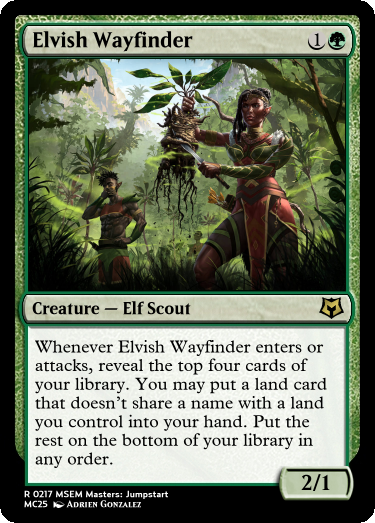 Elvish Wayfinder 1
Creature — Elf Scout
Whenever Elvish Wayfinder enters or
attacks, reveal the top four cards of
your library. You may put a land card
that doesn't share a name with a land
you control into your hand. Put the
rest on the bottom of your library in
any order.
2/1
R 0217 MSEM Masters: Jumpstart
MC25 Adrien Gonzalez